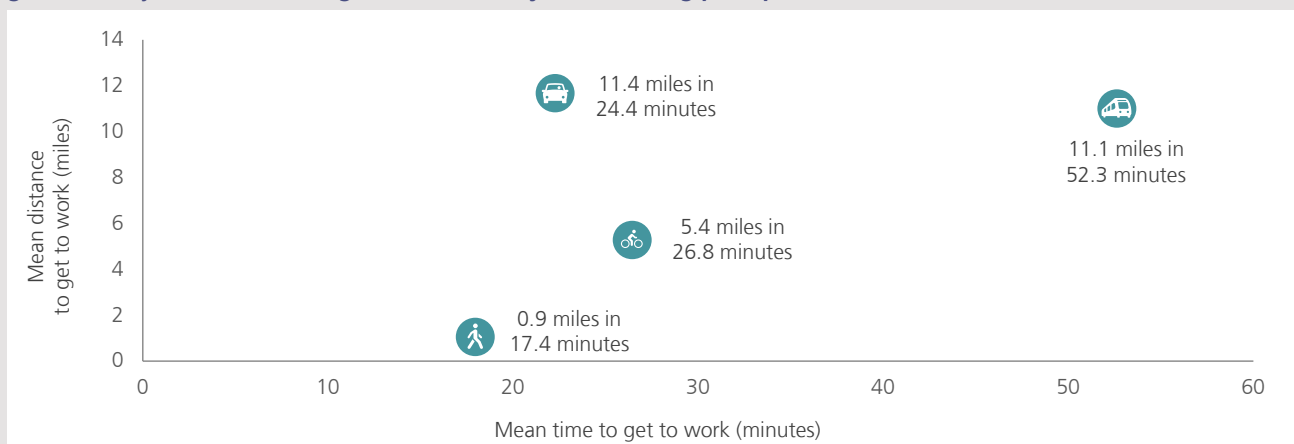 14
12
10
8
6
4
2
0
Mean distance
to get to work (miles)
11.4 miles in
24.4 minutes
11.1 miles in
52.3 minutes
5.4 miles in
26.8 minutes
0.9 miles in
17.4 minutes
0 10 20 30 40 50 60
Mean time to get to work (minutes)